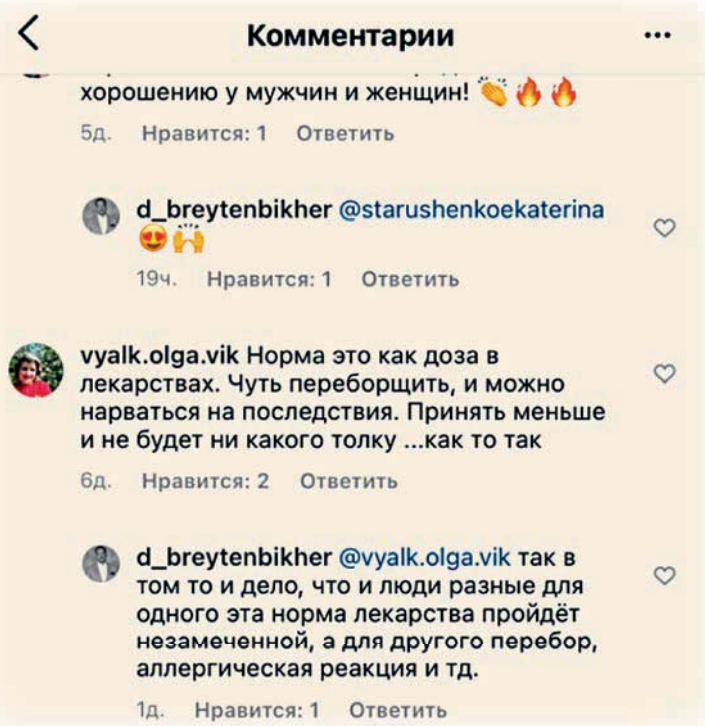 Комментарии
хорошению у мужчин и женщин! 👏🔥🔥
5д. Нравится: 1 Ответить
d_breytenbikher @starushenkoekaterina
😍🙌
19ч. Нравится: 1 Ответить
vyalk.olga.vik Норма это как доза в
лекарствах. Чуть переборщить, и можно
нарваться на последствия. Принять меньше
и не будет ни какого толку ...как то так
6д. Нравится: 2 Ответить
d_breytenbikher @vyalk.olga.vik так в
том то и дело, что и люди разные для
одного эта норма лекарства пройдёт
незамеченной, а для другого перебор,
аллергическая реакция и тд.
1д. Нравится: 1 Ответить